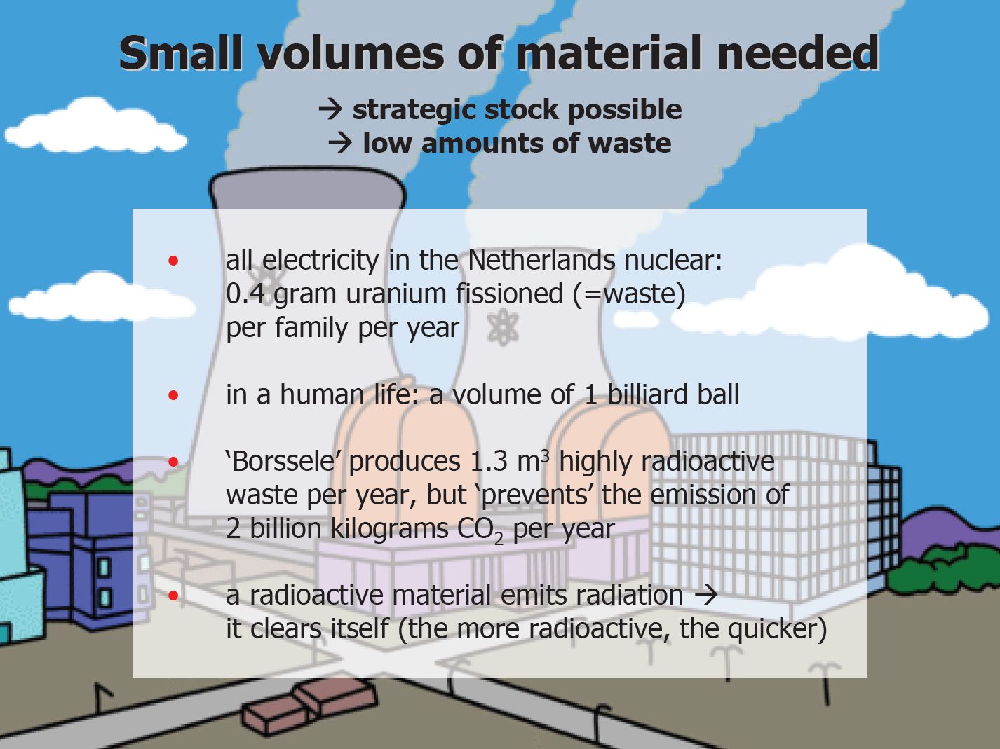 Small volumes of material needed
→ strategic stock possible
→ low amounts of waste
• all electricity in the Netherlands nuclear:
0.4 gram uranium fissioned (=waste)
per family per year
• in a human life: a volume of 1 billiard ball
• ‘Borssele’ produces 1.3 m³ highly radioactive
waste per year, but ‘prevents’ the emission of
2 billion kilograms CO₂ per year
• a radioactive material emits radiation →
it clears itself (the more radioactive, the quicker)